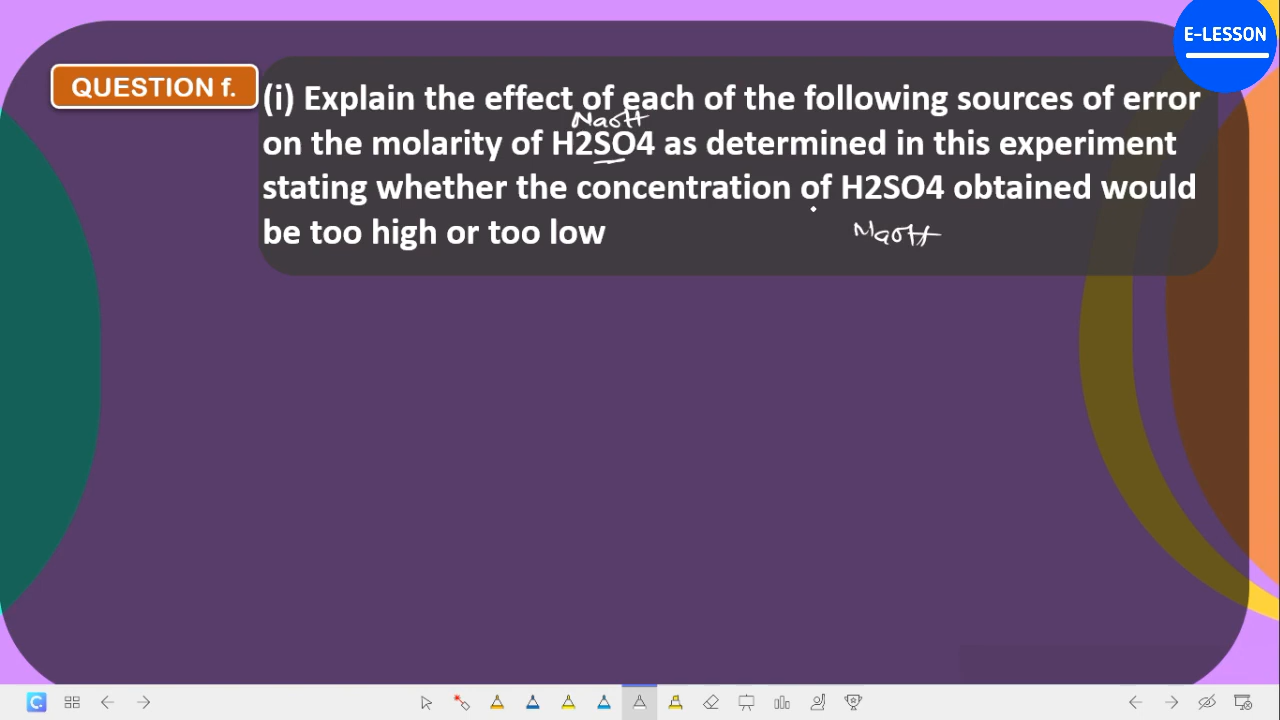 E-LESSON
QUESTION f.
(i) Explain the effect of each of the following sources of error
NaOH
on the molarity of H2SO4 as determined in this experiment
stating whether the concentration of H2SO4 obtained would
NaOH
be too high or too low